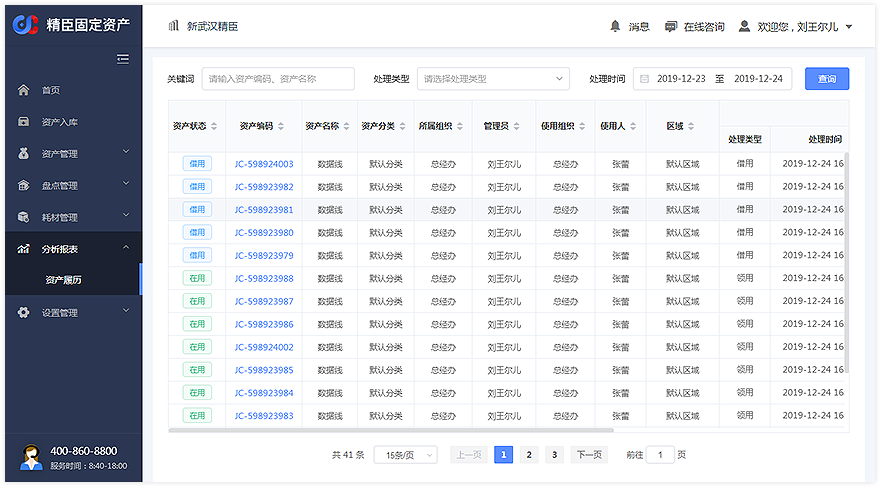 精臣固定资产
首页
资产入库
资产管理
盘点管理
耗材管理
分析报表
资产履历
设置管理
400-860-8800
服务时间：8:40-18:00
新武汉精臣
消息
在线咨询
欢迎您，刘王尔儿
关键词 请输入资产编码、资产名称 处理类型 请选择处理类型 处理时间 2019-12-23 至 2019-12-24 查询
资产状态 资产编码 资产名称 资产分类 所属组织 管理员 使用组织 使用人 区域
处理类型 处理时间
借用 JC-598924003 数据线 默认分类 总经办 刘王尔儿 总经办 张蕾 默认区域 借用 2019-12-24 16
借用 JC-598923982 数据线 默认分类 总经办 刘王尔儿 总经办 张蕾 默认区域 借用 2019-12-24 16
借用 JC-598923981 数据线 默认分类 总经办 刘王尔儿 总经办 张蕾 默认区域 借用 2019-12-24 16
借用 JC-598923980 数据线 默认分类 总经办 刘王尔儿 总经办 张蕾 默认区域 借用 2019-12-24 16
借用 JC-598923979 数据线 默认分类 总经办 刘王尔儿 总经办 张蕾 默认区域 借用 2019-12-24 16
在用 JC-598923988 数据线 默认分类 总经办 刘王尔儿 总经办 张蕾 默认区域 领用 2019-12-24 16
在用 JC-598923987 数据线 默认分类 总经办 刘王尔儿 总经办 张蕾 默认区域 领用 2019-12-24 16
在用 JC-598923986 数据线 默认分类 总经办 刘王尔儿 总经办 张蕾 默认区域 领用 2019-12-24 16
在用 JC-598924002 数据线 默认分类 总经办 刘王尔儿 总经办 张蕾 默认区域 领用 2019-12-24 16
在用 JC-598923985 数据线 默认分类 总经办 刘王尔儿 总经办 张蕾 默认区域 领用 2019-12-24 16
在用 JC-598923984 数据线 默认分类 总经办 刘王尔儿 总经办 张蕾 默认区域 领用 2019-12-24 16
在用 JC-598923983 数据线 默认分类 总经办 刘王尔儿 总经办 张蕾 默认区域 领用 2019-12-24 16
共 41 条 15条/页 上一页 1 2 3 下一页 前往 1 页